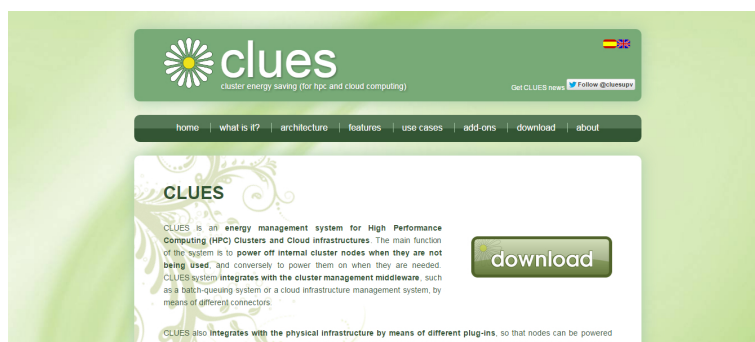 clues
cluster energy saving (for hpc and cloud computing)
Get CLUES news Follow @cluesupv
home what is it? architecture features use cases add-ons download about
CLUES
CLUES is an energy management system for High Performance
Computing (HPC) Clusters and Cloud infrastructures. The main function
of the system is to power off internal cluster nodes when they are not
being used, and conversely to power them on when they are needed.
CLUES system integrates with the cluster management middleware, such
as a batch-queuing system or a cloud infrastructure management system, by
means of different connectors.
download
CLUES also integrates with the physical infrastructure by means of different plug-ins, so that nodes can be powered